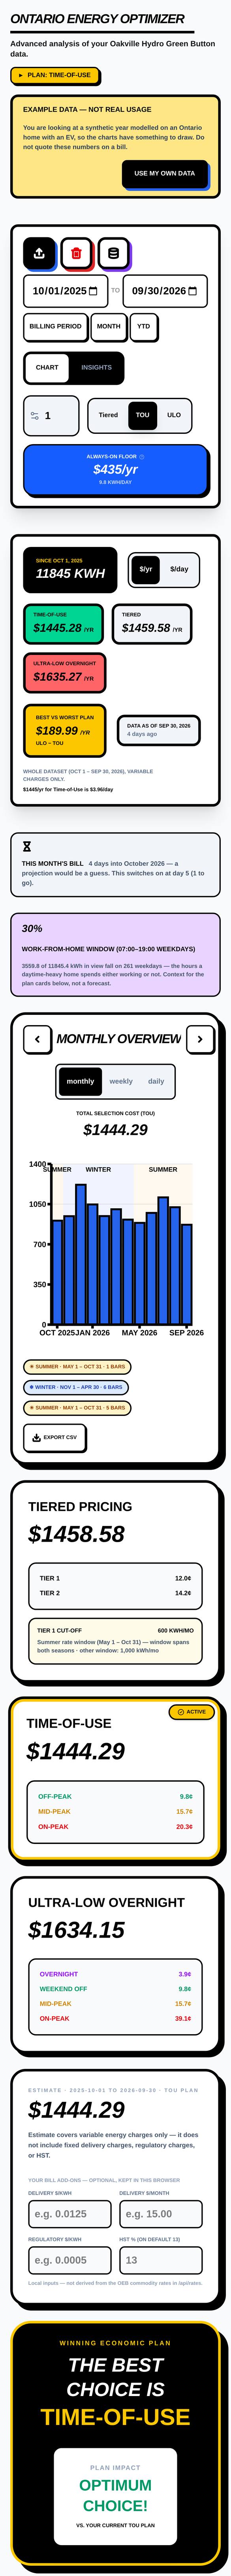 ONTARIO ENERGY OPTIMIZER
Advanced analysis of your Oakville Hydro Green Button
data.
► PLAN: TIME-OF-USE
EXAMPLE DATA — NOT REAL USAGE
You are looking at a synthetic year modelled on an Ontario
home with an EV, so the charts have something to draw. Do
not quote these numbers on a bill.
USE MY OWN DATA
10/01/2025 TO 09/30/2026
BILLING PERIOD MONTH YTD
CHART INSIGHTS
1 Tiered TOU ULO
ALWAYS-ON FLOOR
$435/yr
SINCE OCT 1, 2025
11845 KWH
$/yr $/day
TIME-OF-USE
$1445.28 /YR
TIERED
$1459.58 /YR
ULTRA-LOW OVERNIGHT
$1635.27 /YR
BEST VS WORST PLAN
$189.99 /YR
ULO − TOU
DATA AS OF SEP 30, 2026
4 days ago
WHOLE DATASET (OCT 1 – SEP 30, 2026), VARIABLE
CHARGES ONLY.
$1445/yr for Time-of-Use is $3.96/day
THIS MONTH'S BILL 4 days into October 2026 — a
projection would be a guess. This switches on at day 5 (1 to
go).
30%
WORK-FROM-HOME WINDOW (07:00–19:00 WEEKDAYS)
3559.8 of 11845.4 kWh in view fall on 261 weekdays — the hours a
daytime-heavy home spends either working or not. Context for the
plan cards below, not a forecast.
MONTHLY OVERVIEW
monthly weekly daily
TOTAL SELECTION COST (TOU)
$1444.29
1400
SUMMER WINTER SUMMER
1050
700
350
0
OCT 2025 JAN 2026 MAY 2026 SEP 2026
☀ SUMMER · MAY 1 – OCT 31 · 1 BARS
❄ WINTER · NOV 1 – APR 30 · 6 BARS
☀ SUMMER · MAY 1 – OCT 31 · 5 BARS
EXPORT CSV
TIERED PRICING
$1458.58
TIER 1 12.0¢
TIER 2 14.2¢
TIER 1 CUT-OFF 600 KWH/MO
Summer rate window (May 1 – Oct 31) — window spans
both seasons · other window: 1,000 kWh/mo
ACTIVE
TIME-OF-USE
$1444.29
OFF-PEAK 9.8¢
MID-PEAK 15.7¢
ON-PEAK 20.3¢
ULTRA-LOW OVERNIGHT
$1634.15
OVERNIGHT 3.9¢
WEEKEND OFF 9.8¢
MID-PEAK 15.7¢
ON-PEAK 39.1¢
ESTIMATE · 2025-10-01 TO 2026-09-30 · TOU PLAN
$1444.29
Estimate covers variable energy charges only — it does
not include fixed delivery charges, regulatory charges,
or HST.
YOUR BILL ADD-ONS — OPTIONAL, KEPT IN THIS BROWSER
DELIVERY $/KWH DELIVERY $/MONTH
e.g. 0.0125 e.g. 15.00
REGULATORY $/KWH HST % (ON DEFAULT 13)
e.g. 0.0005 13
Local inputs — not derived from the OEB commodity rates in /api/rates.
WINNING ECONOMIC PLAN
THE BEST
CHOICE IS
TIME-OF-USE
PLAN IMPACT
OPTIMUM
CHOICE!
VS. YOUR CURRENT TOU PLAN